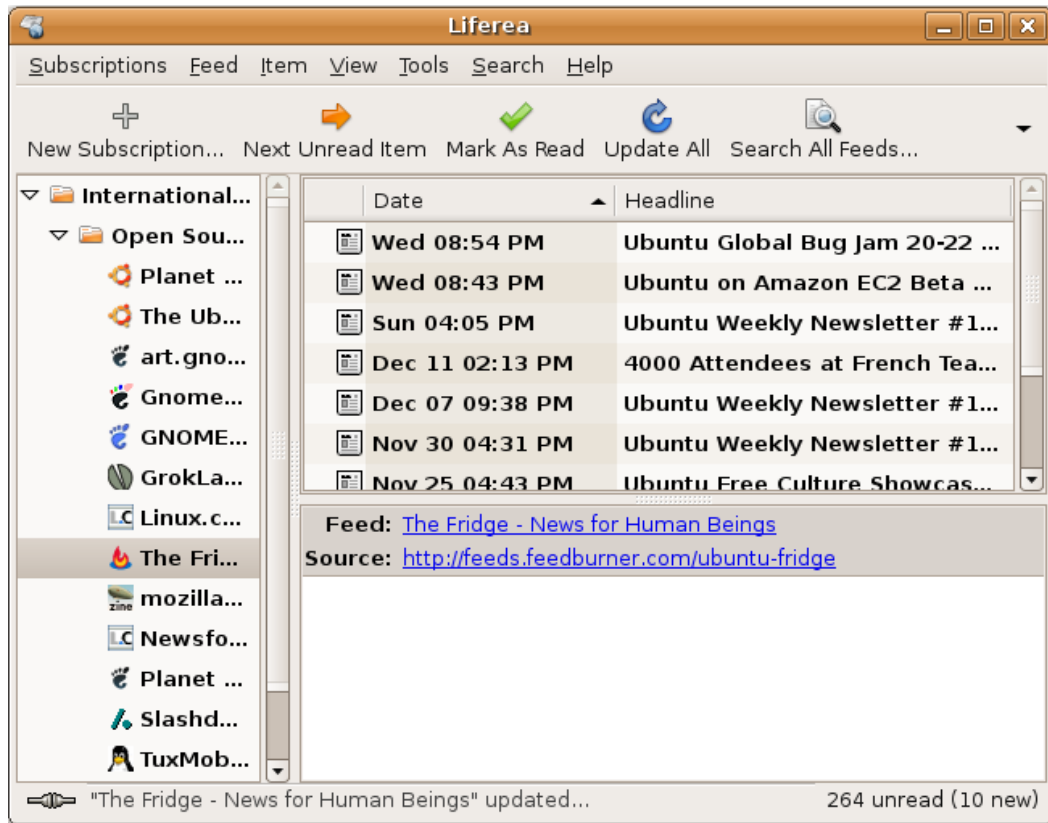 Liferea
Subscriptions Feed Item View Tools Search Help
New Subscription... Next Unread Item Mark As Read Update All Search All Feeds...
International...
Open Sou...
Planet ...
The Ub...
art.gno...
Gnome...
GNOME...
GrokLa...
Linux.c...
The Fri...
mozilla...
Newsfo...
Planet ...
Slashd...
TuxMob...
Date Headline
Wed 08:54 PM Ubuntu Global Bug Jam 20-22 ...
Wed 08:43 PM Ubuntu on Amazon EC2 Beta ...
Sun 04:05 PM Ubuntu Weekly Newsletter #1...
Dec 11 02:13 PM 4000 Attendees at French Tea...
Dec 07 09:38 PM Ubuntu Weekly Newsletter #1...
Nov 30 04:31 PM Ubuntu Weekly Newsletter #1...
Nov 25 04:43 PM Ubuntu Free Culture Showcas...
Feed: The Fridge - News for Human Beings
Source: http://feeds.feedburner.com/ubuntu-fridge
"The Fridge - News for Human Beings" updated... 264 unread (10 new)